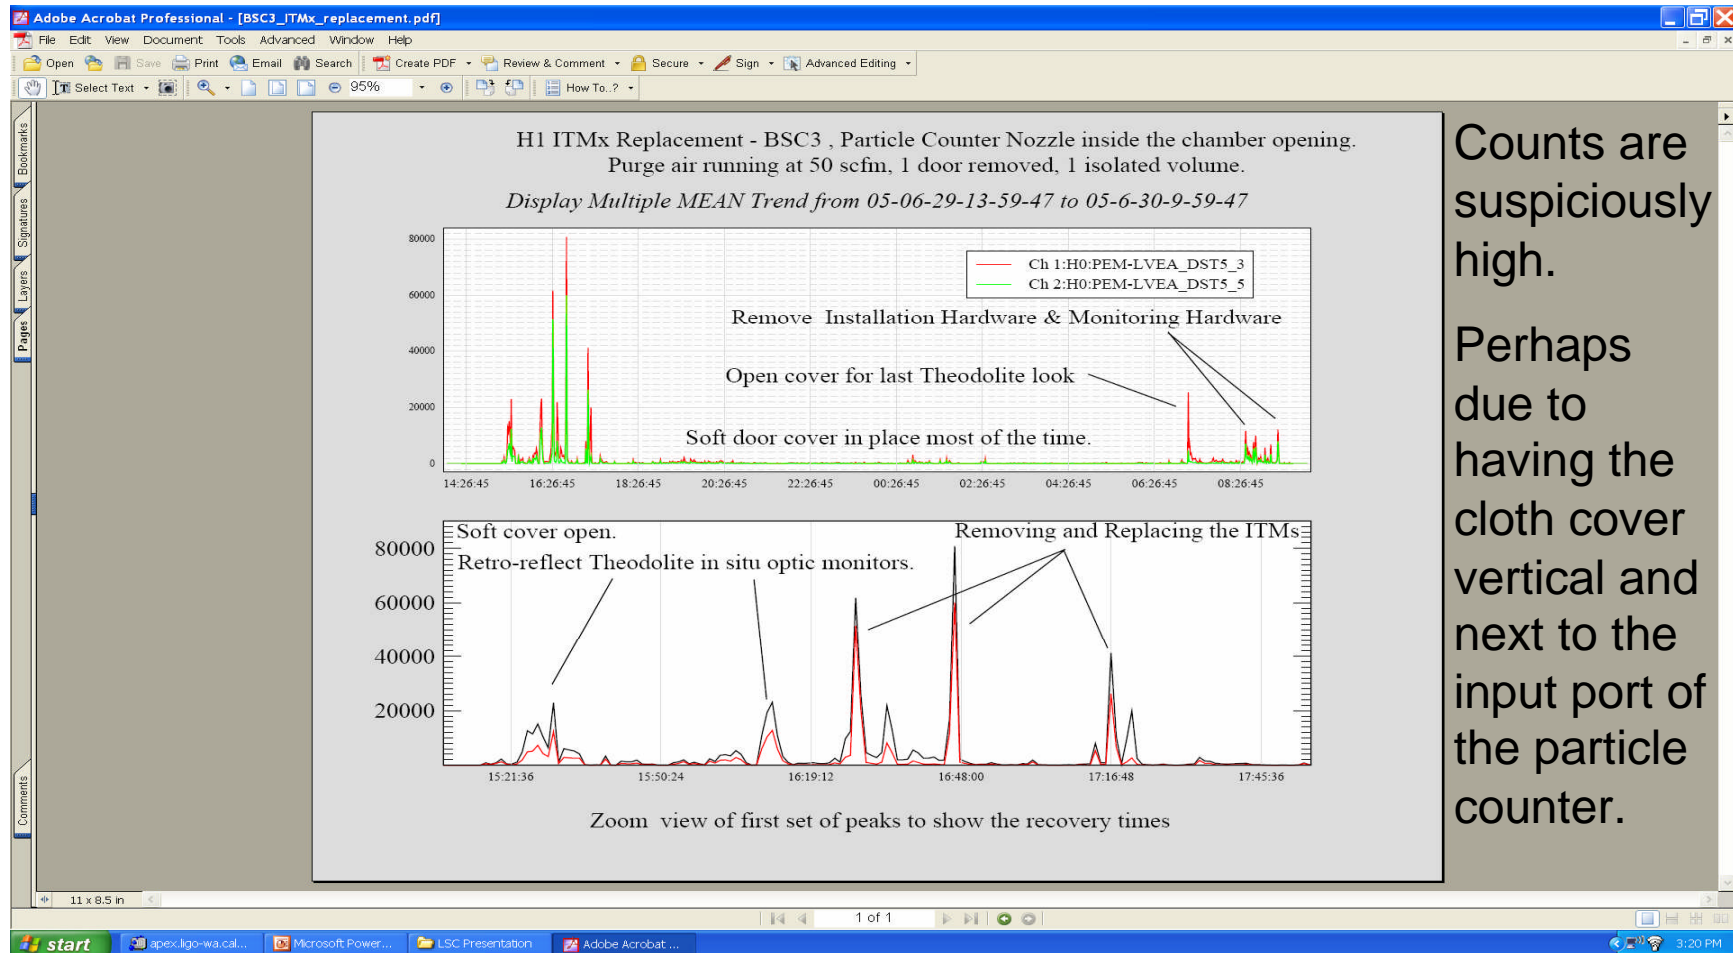 Adobe Acrobat Professional - [BSC3_ITMx_replacement.pdf]
File Edit View Document Tools Advanced Window Help
Open Save Print Email Search Create PDF Review & Comment Secure Sign Advanced Editing
Select Text 95% How To..?
Bookmarks
Signatures
Layers
Pages
Comments
H1 ITMx Replacement - BSC3 , Particle Counter Nozzle inside the chamber opening.
Purge air running at 50 scfm, 1 door removed, 1 isolated volume.
Display Multiple MEAN Trend from 05-06-29-13-59-47 to 05-6-30-9-59-47
80000
60000
40000
20000
0
Ch 1:H0:PEM-LVEA_DST5_3
Ch 2:H0:PEM-LVEA_DST5_5
Remove Installation Hardware & Monitoring Hardware
Open cover for last Theodolite look
Soft door cover in place most of the time.
14:26:45 16:26:45 18:26:45 20:26:45 22:26:45 00:26:45 02:26:45 04:26:45 06:26:45 08:26:45
Soft cover open.
Retro-reflect Theodolite in situ optic monitors.
Removing and Replacing the ITMs
80000
60000
40000
20000
15:21:36 15:50:24 16:19:12 16:48:00 17:16:48 17:45:36
Zoom view of first set of peaks to show the recovery times
Counts are
suspiciously
high.
Perhaps
due to
having the
cloth cover
vertical and
next to the
input port of
the particle
counter.
11 x 8.5 in
1 of 1
start apex.ligo-wa.cal... Microsoft Power... LSC Presentation Adobe Acrobat ... 3:20 PM